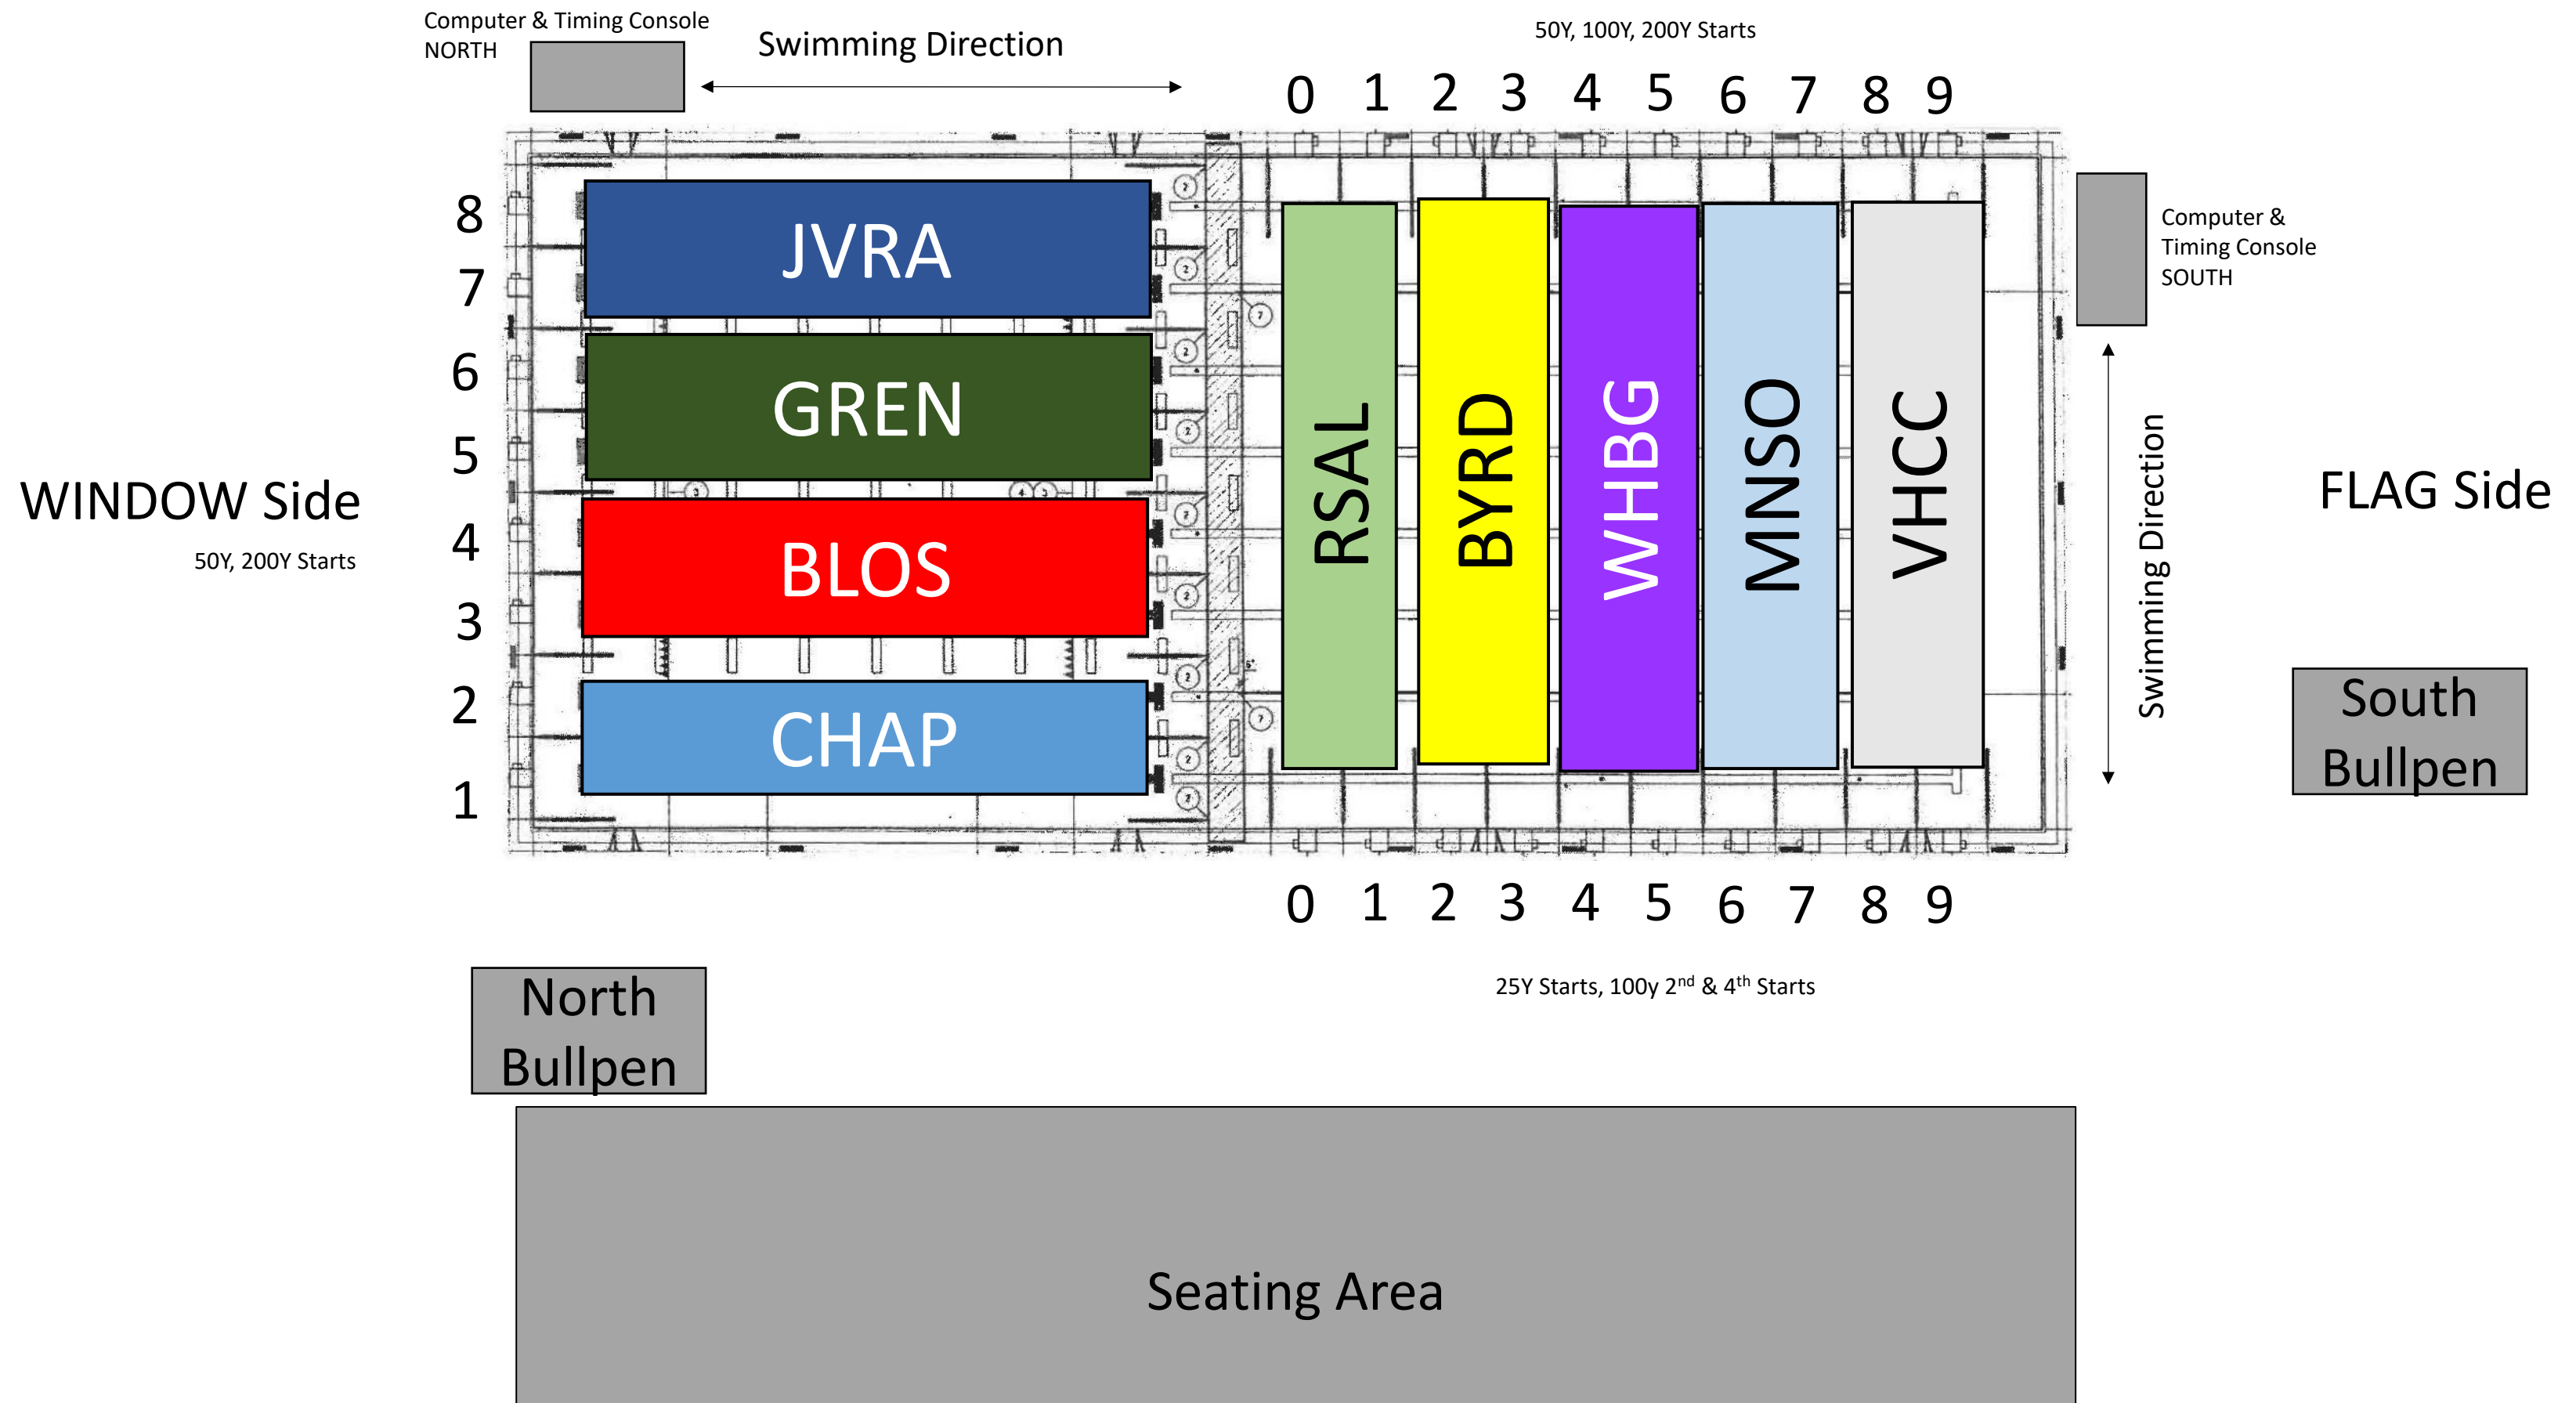 Computer & Timing Console
NORTH
Swimming Direction
50Y, 100Y, 200Y Starts
0 1 2 3 4 5 6 7 8 9
8
7
6
5
4
3
2
1
JVRA
GREN
BLOS
CHAP
RSAL
BYRD
WHBG
MNSO
VHCC
Computer &
Timing Console
SOUTH
Swimming Direction
WINDOW Side
50Y, 200Y Starts
FLAG Side
South
Bullpen
0 1 2 3 4 5 6 7 8 9
25Y Starts, 100y 2nd & 4th Starts
North
Bullpen
Seating Area